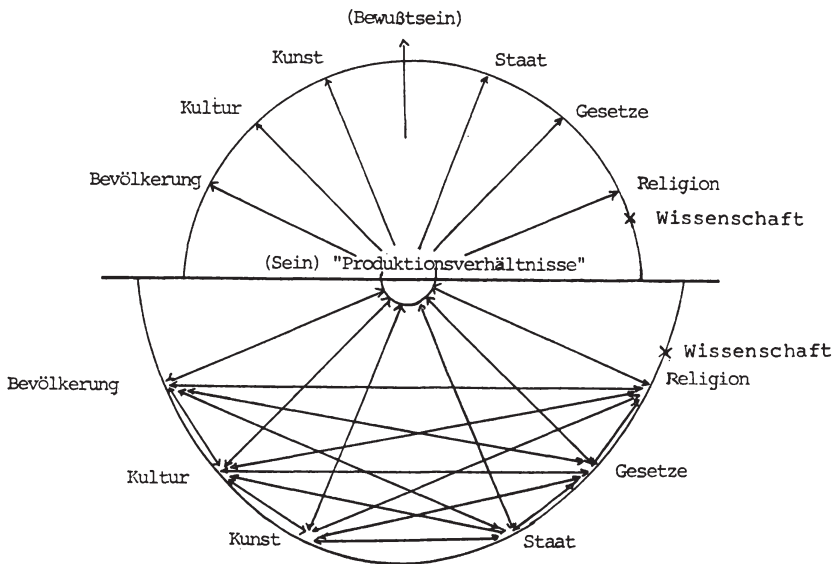 (Bewußtsein)
Kunst
Staat
Kultur
Gesetze
Bevölkerung
Religion
Wissenschaft
(Sein) "Produktionsverhältnisse"
Wissenschaft
Bevölkerung
Religion
Kultur
Gesetze
Kunst
Staat